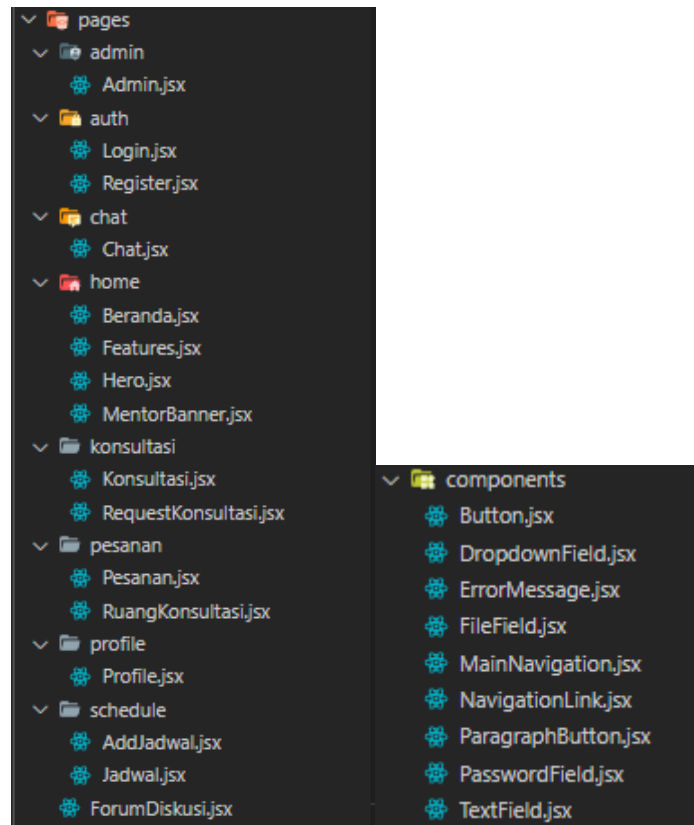 pages
admin
Admin.jsx
auth
Login.jsx
Register.jsx
chat
Chat.jsx
home
Beranda.jsx
Features.jsx
Hero.jsx
MentorBanner.jsx
konsultasi
Konsultasi.jsx
RequestKonsultasi.jsx
pesanan
Pesanan.jsx
RuangKonsultasi.jsx
profile
Profile.jsx
schedule
AddJadwal.jsx
Jadwal.jsx
ForumDiskusi.jsx
components
Button.jsx
DropdownField.jsx
ErrorMessage.jsx
FileField.jsx
MainNavigation.jsx
NavigationLink.jsx
ParagraphButton.jsx
PasswordField.jsx
TextField.jsx